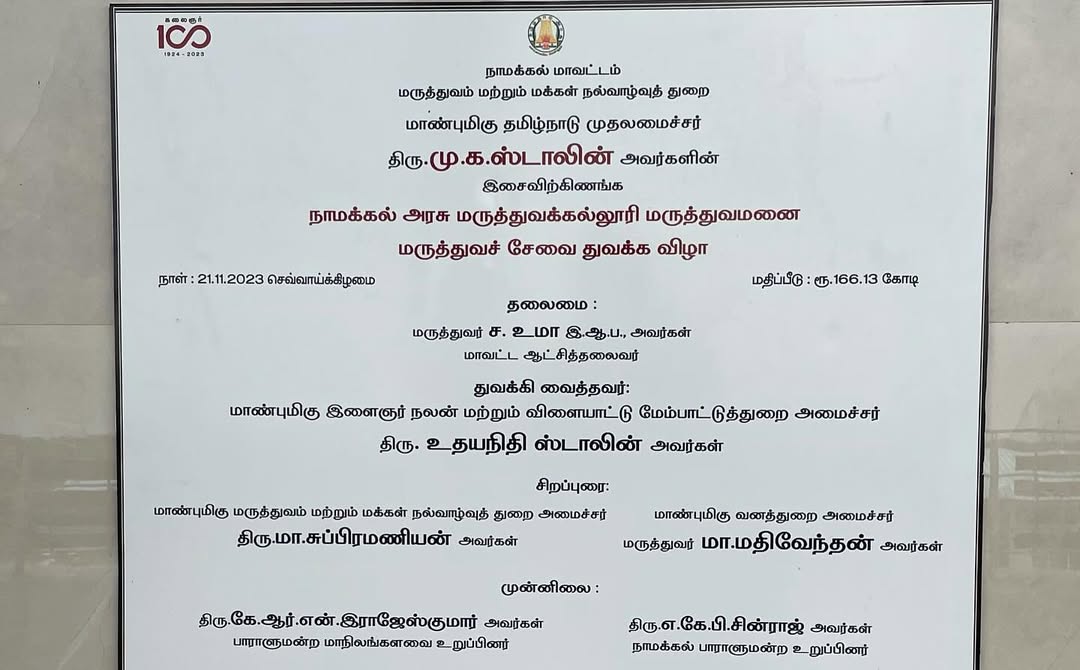 கலைஞர்
100
1924 - 2023
நாமக்கல் மாவட்டம்
மருத்துவம் மற்றும் மக்கள் நல்வாழ்வுத் துறை
மாண்புமிகு தமிழ்நாடு முதலமைச்சர்
திரு.மு.க.ஸ்டாலின் அவர்களின்
இசைவிற்கிணங்க
நாமக்கல் அரசு மருத்துவக்கல்லூரி மருத்துவமனை
மருத்துவச் சேவை துவக்க விழா
நாள் : 21.11.2023 செவ்வாய்க்கிழமை மதிப்பீடு : ரூ.166.13 கோடி
தலைமை :
மருத்துவர் ச. உமா இ.ஆ.ப., அவர்கள்
மாவட்ட ஆட்சித்தலைவர்
துவக்கி வைத்தவர்:
மாண்புமிகு இளைஞர் நலன் மற்றும் விளையாட்டு மேம்பாட்டுத்துறை அமைச்சர்
திரு. உதயநிதி ஸ்டாலின் அவர்கள்
சிறப்புரை:
மாண்புமிகு மருத்துவம் மற்றும் மக்கள் நல்வாழ்வுத் துறை அமைச்சர் மாண்புமிகு வனத்துறை அமைச்சர்
திரு.மா.சுப்பிரமணியன் அவர்கள் மருத்துவர் மா.மதிவேந்தன் அவர்கள்
முன்னிலை :
திரு.கே.ஆர்.என்.இராஜேஸ்குமார் அவர்கள் திரு.ஏ.கே.பி.சின்ராஜ் அவர்கள்
பாராளுமன்ற மாநிலங்களவை உறுப்பினர் நாமக்கல் பாராளுமன்ற உறுப்பினர்